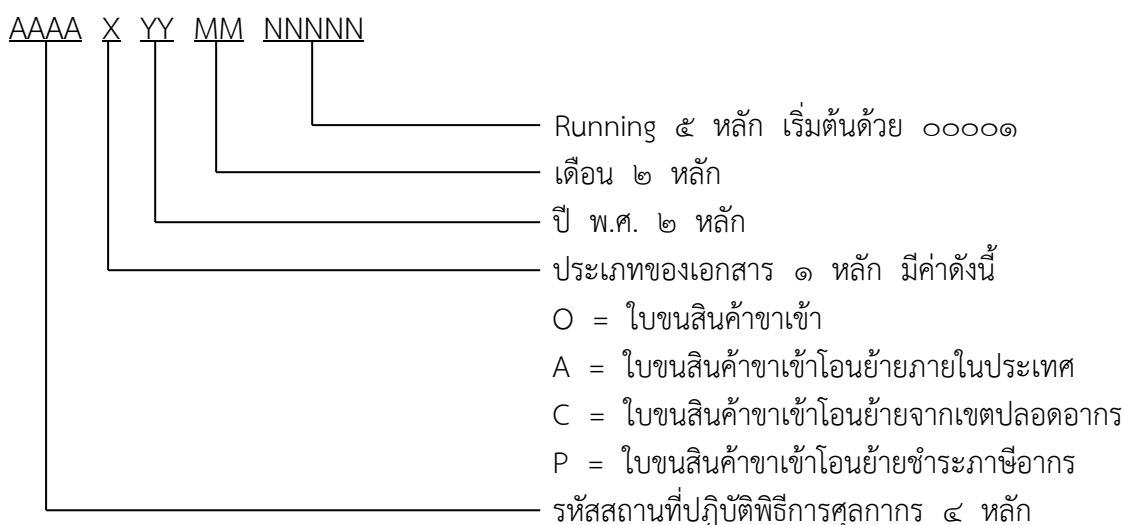 AAAA X YY MM NNNNN
Running ๕ หลัก เริ่มต้นด้วย ๐๐๐๐๑
เดือน ๒ หลัก
ปี พ.ศ. ๒ หลัก
ประเภทของเอกสาร ๑ หลัก มีค่าดังนี้
O = ใบขนสินค้าขาเข้า
A = ใบขนสินค้าขาเข้าโอนย้ายภายในประเทศ
C = ใบขนสินค้าขาเข้าโอนย้ายจากเขตปลอดอากร
P = ใบขนสินค้าขาเข้าโอนย้ายชำระภาษีอากร
รหัสสถานที่ปฏิบัติพิธีการศุลกากร ๔ หลัก